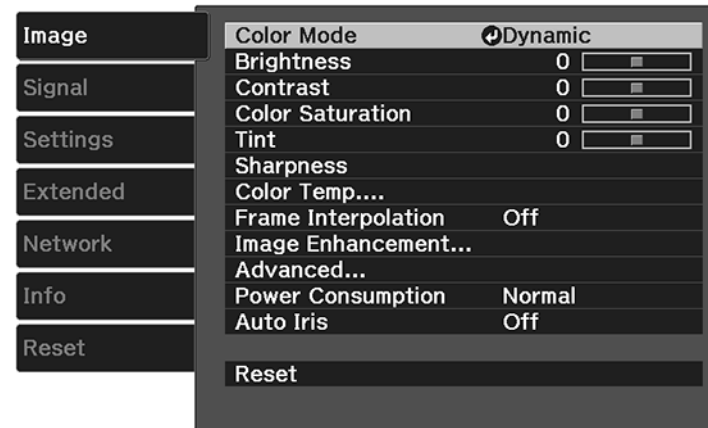 Image
Signal
Settings
Extended
Network
Info
Reset
Color Mode Dynamic
Brightness 0
Contrast 0
Color Saturation 0
Tint 0
Sharpness
Color Temp....
Frame Interpolation Off
Image Enhancement...
Advanced...
Power Consumption Normal
Auto Iris Off
Reset